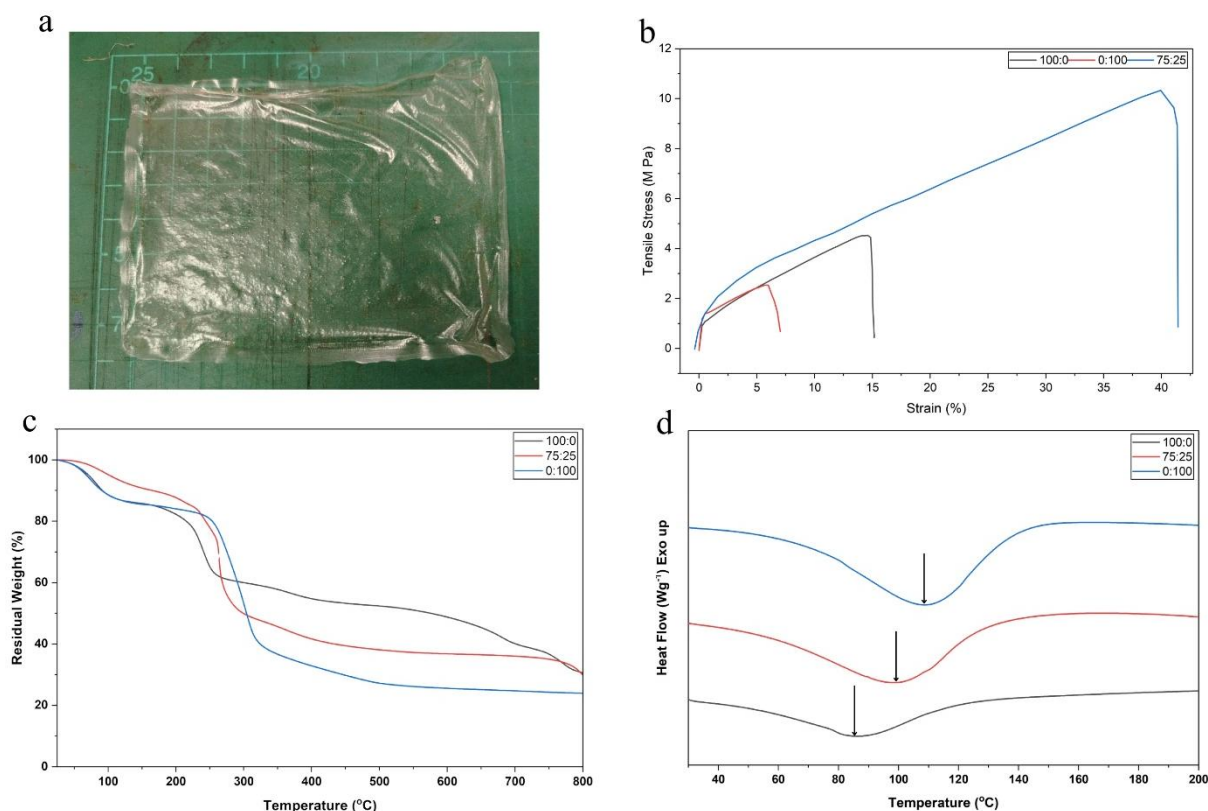 a
25
20
0
5
7
b
12
10
8
6
4
2
0
Tensile Stress (M Pa)
100:0 0:100 75:25
0 5 10 15 20 25 30 35 40
Strain (%)
c
100
80
60
40
20
0
Residual Weight (%)
100:0
75:25
0:100
100 200 300 400 500 600 700 800
Temperature (°C)
d
Heat Flow (Wg⁻¹) Exo up
100:0
75:25
0:100
40 60 80 100 120 140 160 180 200
Temperature (°C)